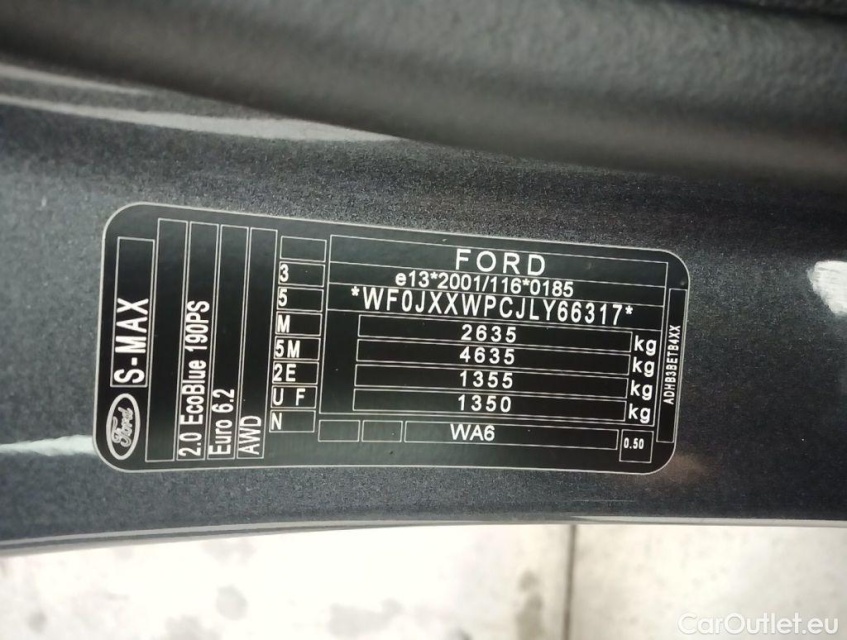 FORD
e13*2001/116*0185
*WF0JXXWPCJLY66317*
2635 kg
4635 kg
1355 kg
1350 kg
WA6
0.50
ADHB3BETB4XX
3
5
M
5M
2E
U F
N
Ford
S-MAX
2.0 EcoBlue 190PS
Euro 6.2
AWD
CarOutlet.eu